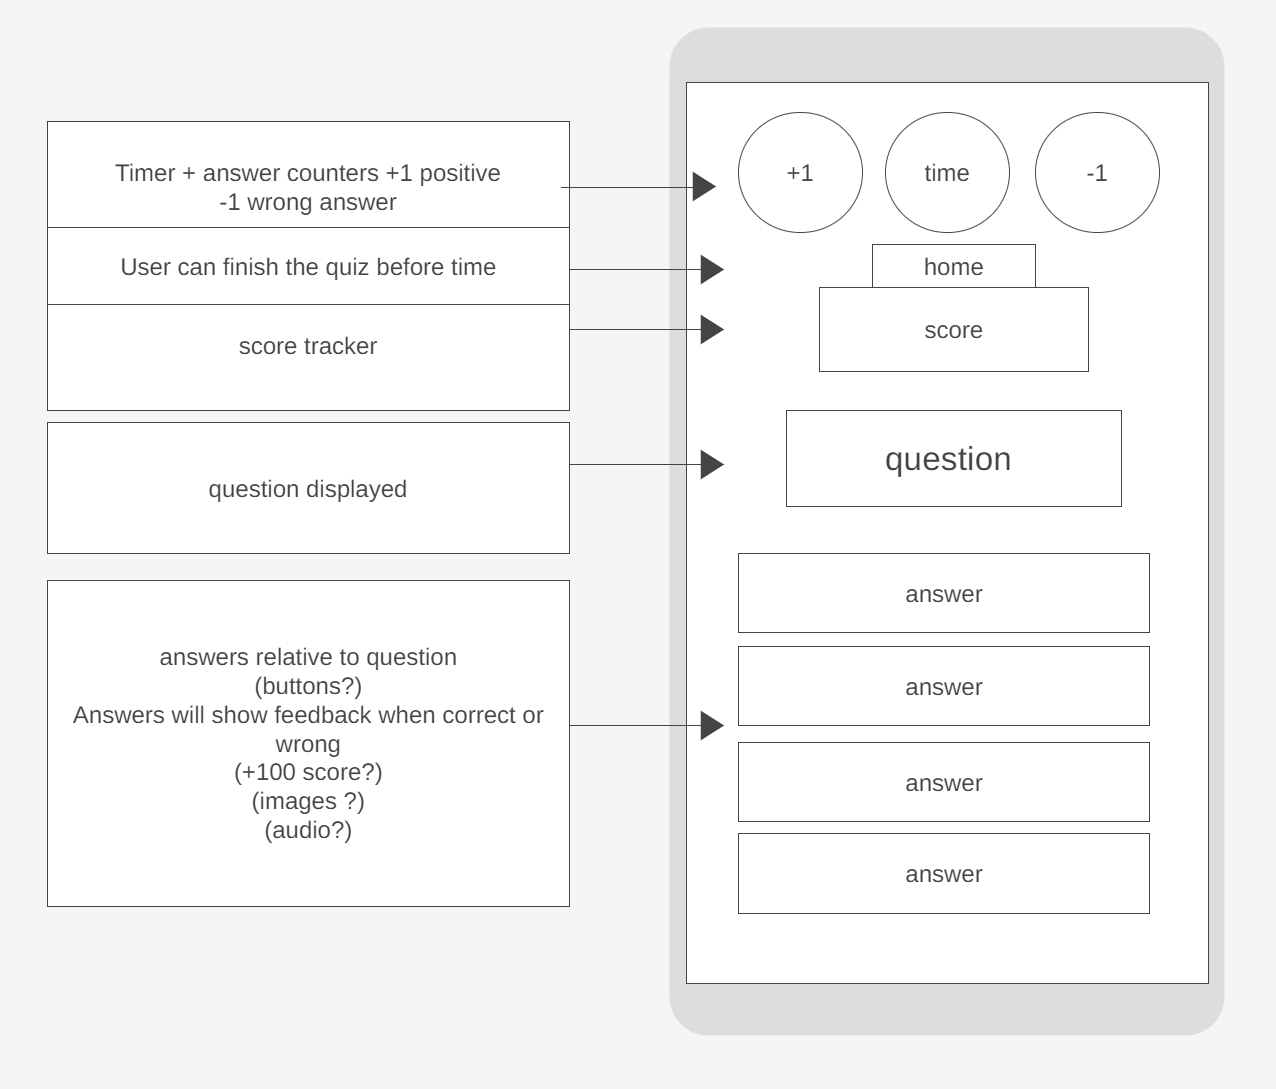 Timer + answer counters +1 positive
-1 wrong answer
User can finish the quiz before time
score tracker
question displayed
answers relative to question
(buttons?)
Answers will show feedback when correct or
wrong
(+100 score?)
(images ?)
(audio?)
+1
time
-1
home
score
question
answer
answer
answer
answer